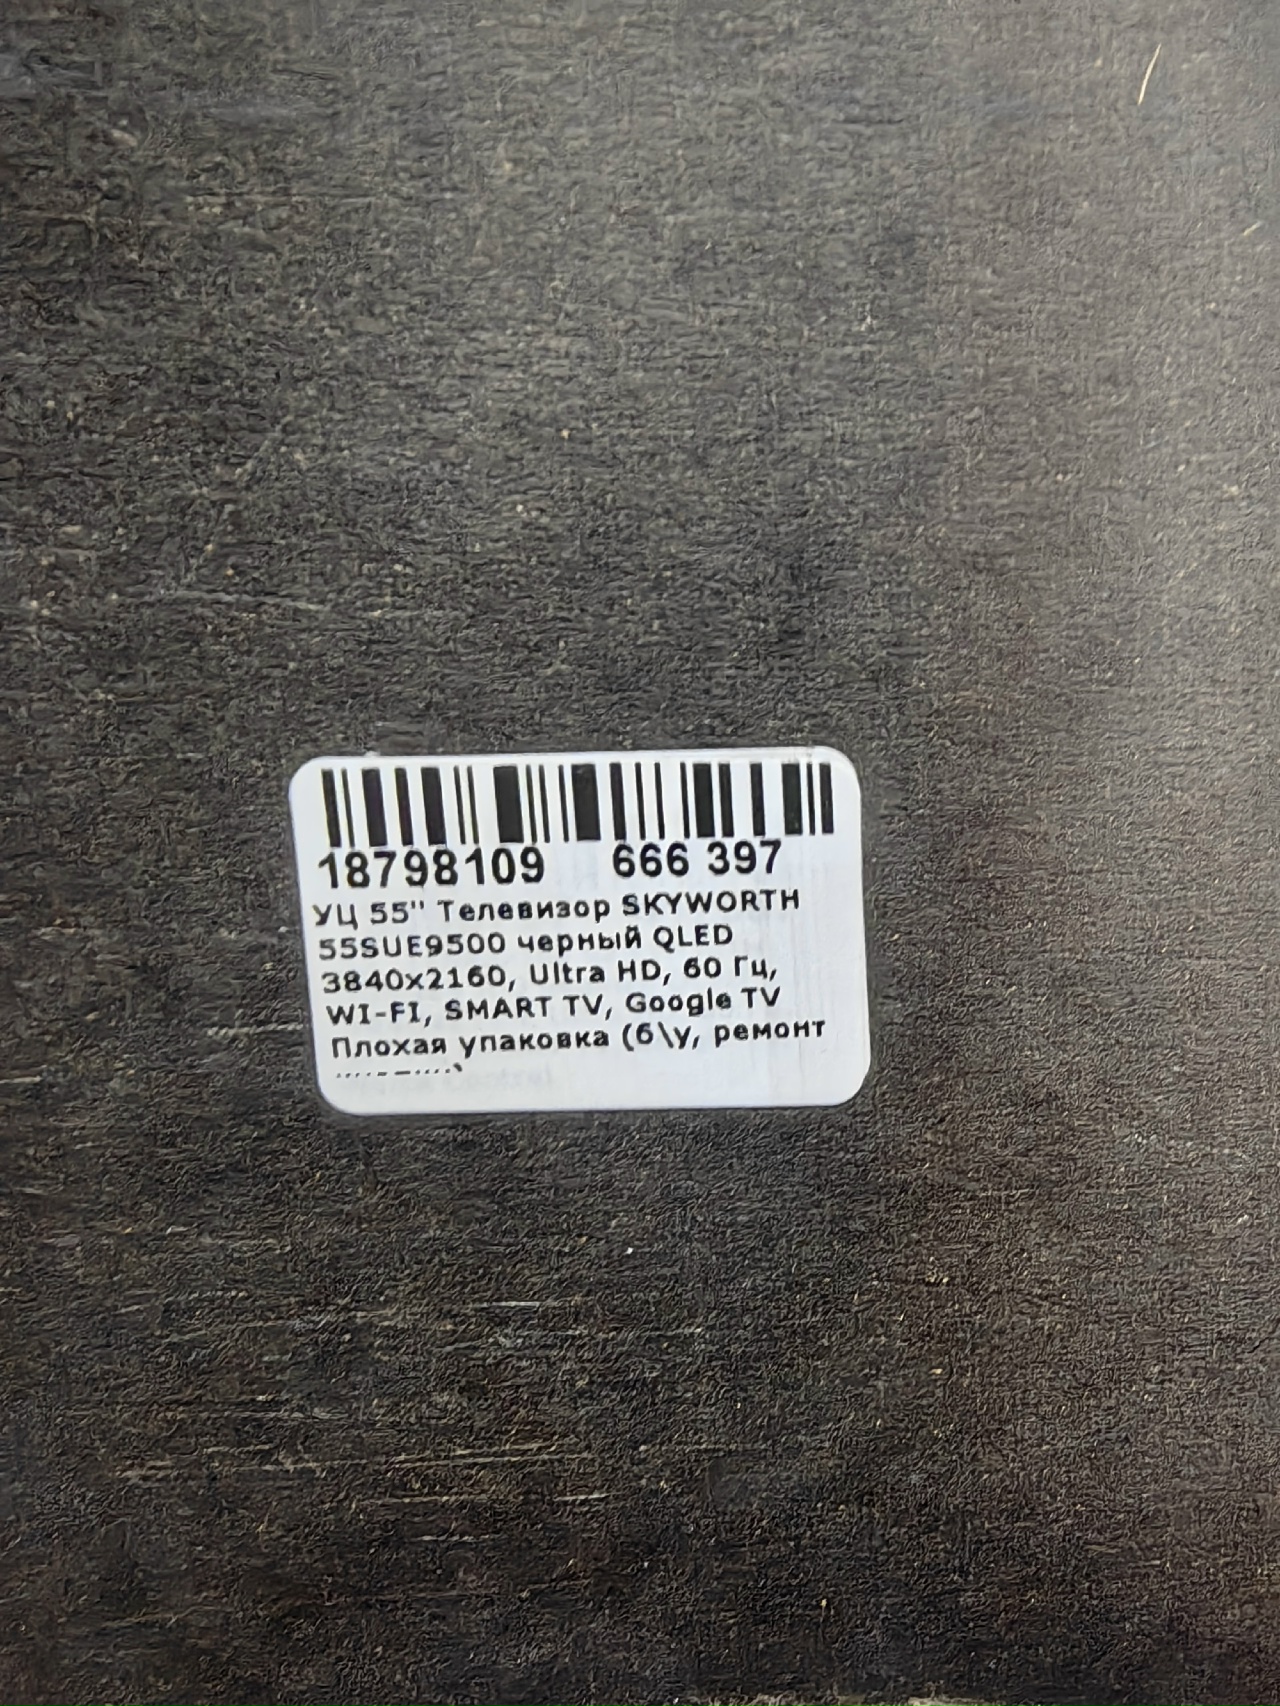 18798109 666 397
УЦ 55" Телевизор SKYWORTH
55SUE9500 черный QLED
3840x2160, Ultra HD, 60 Гц,
WI-FI, SMART TV, Google TV
Плохая упаковка (б\у, ремонт